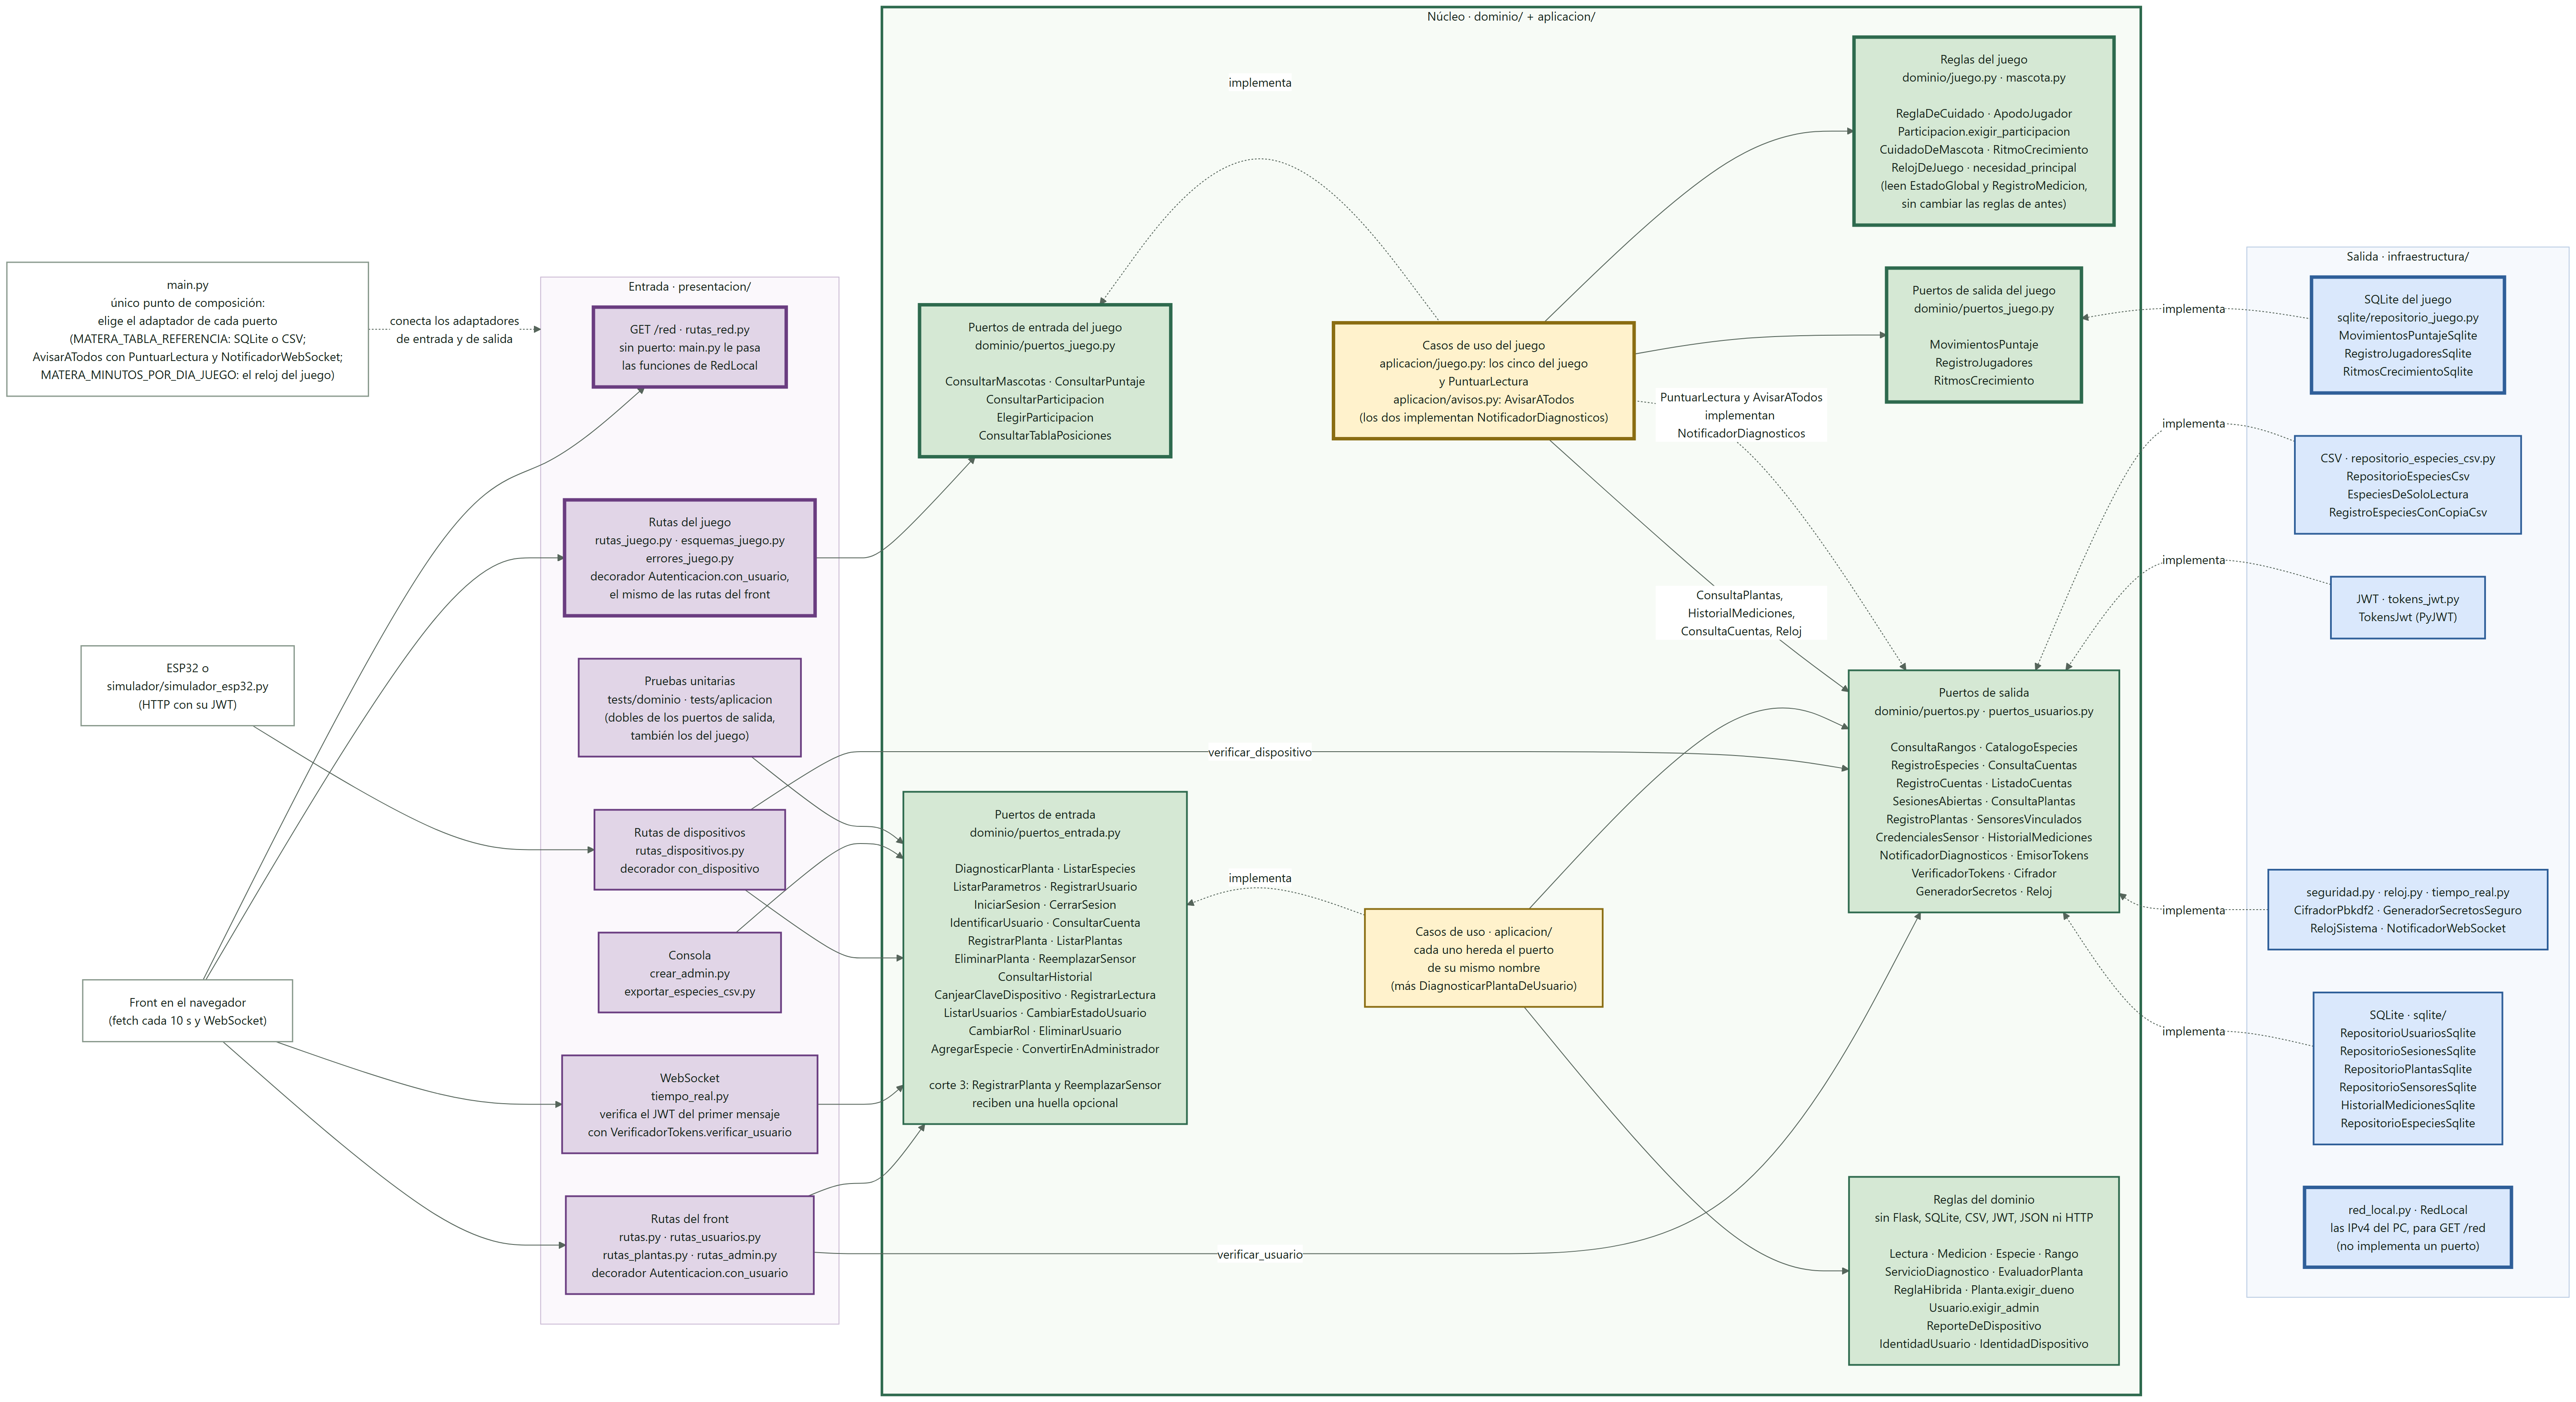 Núcleo · dominio/ + aplicacion/
main.py
único punto de composición:
elige el adaptador de cada puerto
(MATERA_TABLA_REFERENCIA: SQLite o CSV;
AvisarATodos con PuntuarLectura y NotificadorWebSocket;
MATERA_MINUTOS_POR_DIA_JUEGO: el reloj del juego)
conecta los adaptadores
de entrada y de salida
ESP32 o
simulador/simulador_esp32.py
(HTTP con su JWT)
Front en el navegador
(fetch cada 10 s y WebSocket)
Entrada · presentacion/
GET /red · rutas_red.py
sin puerto: main.py le pasa
las funciones de RedLocal
Rutas del juego
rutas_juego.py · esquemas_juego.py
errores_juego.py
decorador Autenticacion.con_usuario,
el mismo de las rutas del front
Pruebas unitarias
tests/dominio · tests/aplicacion
(dobles de los puertos de salida,
también los del juego)
Rutas de dispositivos
rutas_dispositivos.py
decorador con_dispositivo
Consola
crear_admin.py
exportar_especies_csv.py
WebSocket
tiempo_real.py
verifica el JWT del primer mensaje
con VerificadorTokens.verificar_usuario
Rutas del front
rutas.py · rutas_usuarios.py
rutas_plantas.py · rutas_admin.py
decorador Autenticacion.con_usuario
implementa
Puertos de entrada del juego
dominio/puertos_juego.py
ConsultarMascotas · ConsultarPuntaje
ConsultarParticipacion
ElegirParticipacion
ConsultarTablaPosiciones
verificar_dispositivo
Puertos de entrada
dominio/puertos_entrada.py
DiagnosticarPlanta · ListarEspecies
ListarParametros · RegistrarUsuario
IniciarSesion · CerrarSesion
IdentificarUsuario · ConsultarCuenta
RegistrarPlanta · ListarPlantas
EliminarPlanta · ReemplazarSensor
ConsultarHistorial
CanjearClaveDispositivo · RegistrarLectura
ListarUsuarios · CambiarEstadoUsuario
CambiarRol · EliminarUsuario
AgregarEspecie · ConvertirEnAdministrador
corte 3: RegistrarPlanta y ReemplazarSensor
reciben una huella opcional
implementa
verificar_usuario
Casos de uso del juego
aplicacion/juego.py: los cinco del juego
y PuntuarLectura
aplicacion/avisos.py: AvisarATodos
(los dos implementan NotificadorDiagnosticos)
Casos de uso · aplicacion/
cada uno hereda el puerto
de su mismo nombre
(más DiagnosticarPlantaDeUsuario)
PuntuarLectura y AvisarATodos
implementan
NotificadorDiagnosticos
ConsultaPlantas,
HistorialMediciones,
ConsultaCuentas, Reloj
Reglas del juego
dominio/juego.py · mascota.py
ReglaDeCuidado · ApodoJugador
Participacion.exigir_participacion
CuidadoDeMascota · RitmoCrecimiento
RelojDeJuego · necesidad_principal
(leen EstadoGlobal y RegistroMedicion,
sin cambiar las reglas de antes)
Puertos de salida del juego
dominio/puertos_juego.py
MovimientosPuntaje
RegistroJugadores
RitmosCrecimiento
Puertos de salida
dominio/puertos.py · puertos_usuarios.py
ConsultaRangos · CatalogoEspecies
RegistroEspecies · ConsultaCuentas
RegistroCuentas · ListadoCuentas
SesionesAbiertas · ConsultaPlantas
RegistroPlantas · SensoresVinculados
CredencialesSensor · HistorialMediciones
NotificadorDiagnosticos · EmisorTokens
VerificadorTokens · Cifrador
GeneradorSecretos · Reloj
Reglas del dominio
sin Flask, SQLite, CSV, JWT, JSON ni HTTP
Lectura · Medicion · Especie · Rango
ServicioDiagnostico · EvaluadorPlanta
ReglaHibrida · Planta.exigir_dueno
Usuario.exigir_admin
ReporteDeDispositivo
IdentidadUsuario · IdentidadDispositivo
implementa
implementa
implementa
implementa
implementa
Salida · infraestructura/
SQLite del juego
sqlite/repositorio_juego.py
MovimientosPuntajeSqlite
RegistroJugadoresSqlite
RitmosCrecimientoSqlite
CSV · repositorio_especies_csv.py
RepositorioEspeciesCsv
EspeciesDeSoloLectura
RegistroEspeciesConCopiaCsv
JWT · tokens_jwt.py
TokensJwt (PyJWT)
seguridad.py · reloj.py · tiempo_real.py
CifradorPbkdf2 · GeneradorSecretosSeguro
RelojSistema · NotificadorWebSocket
SQLite · sqlite/
RepositorioUsuariosSqlite
RepositorioSesionesSqlite
RepositorioPlantasSqlite
RepositorioSensoresSqlite
HistorialMedicionesSqlite
RepositorioEspeciesSqlite
red_local.py · RedLocal
las IPv4 del PC, para GET /red
(no implementa un puerto)